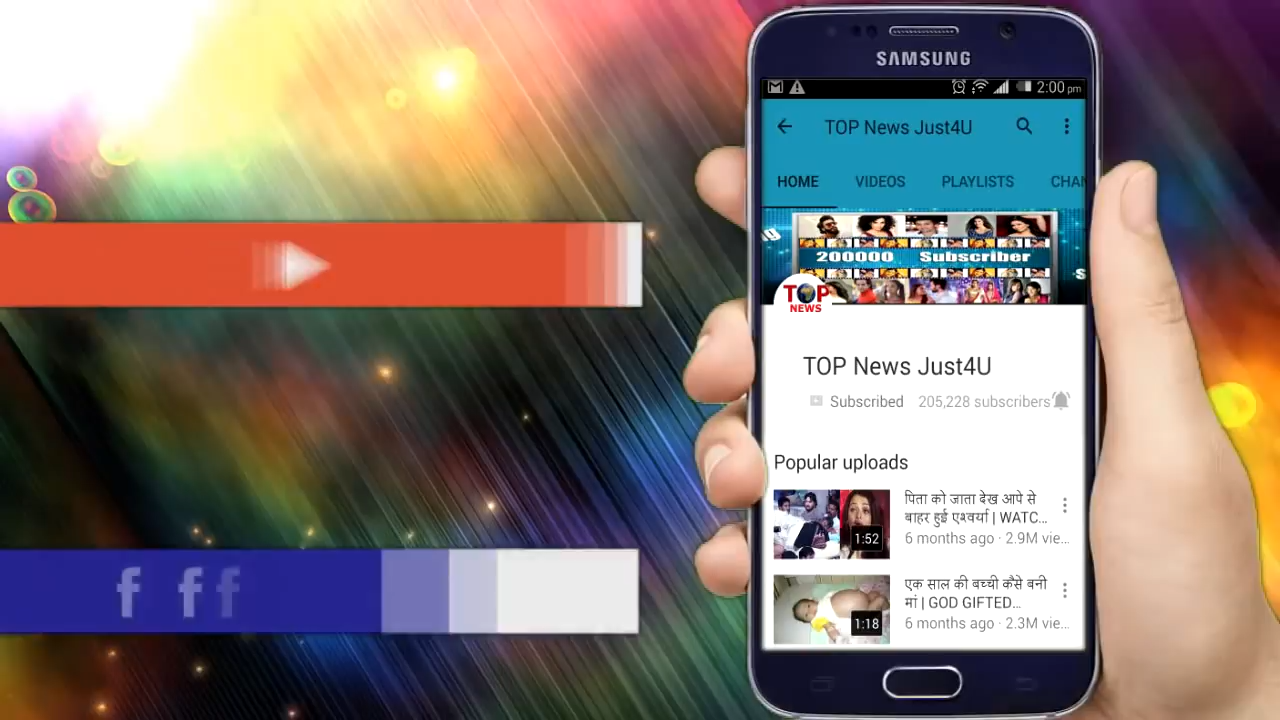 SAMSUNG
2:00 pm
TOP News Just4U
HOME VIDEOS PLAYLISTS CHAN
200000 Subscriber
TOP
NEWS
TOP News Just4U
Subscribed 205,228 subscribers
Popular uploads
पिता को जाता देख आपे से
बाहर हुई एश्वर्या | WATC...
1:52
6 months ago · 2.9M vie...
एक साल की बच्ची कैसे बनी
मां | GOD GIFTED...
1:18
6 months ago · 2.3M vie...
f f f